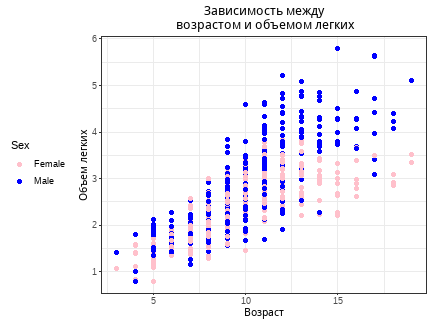 Зависимость между
возрастом и объемом легких
Объем легких
6
5
4
3
2
1
5
10
15
Возраст
Sex
Female
Male